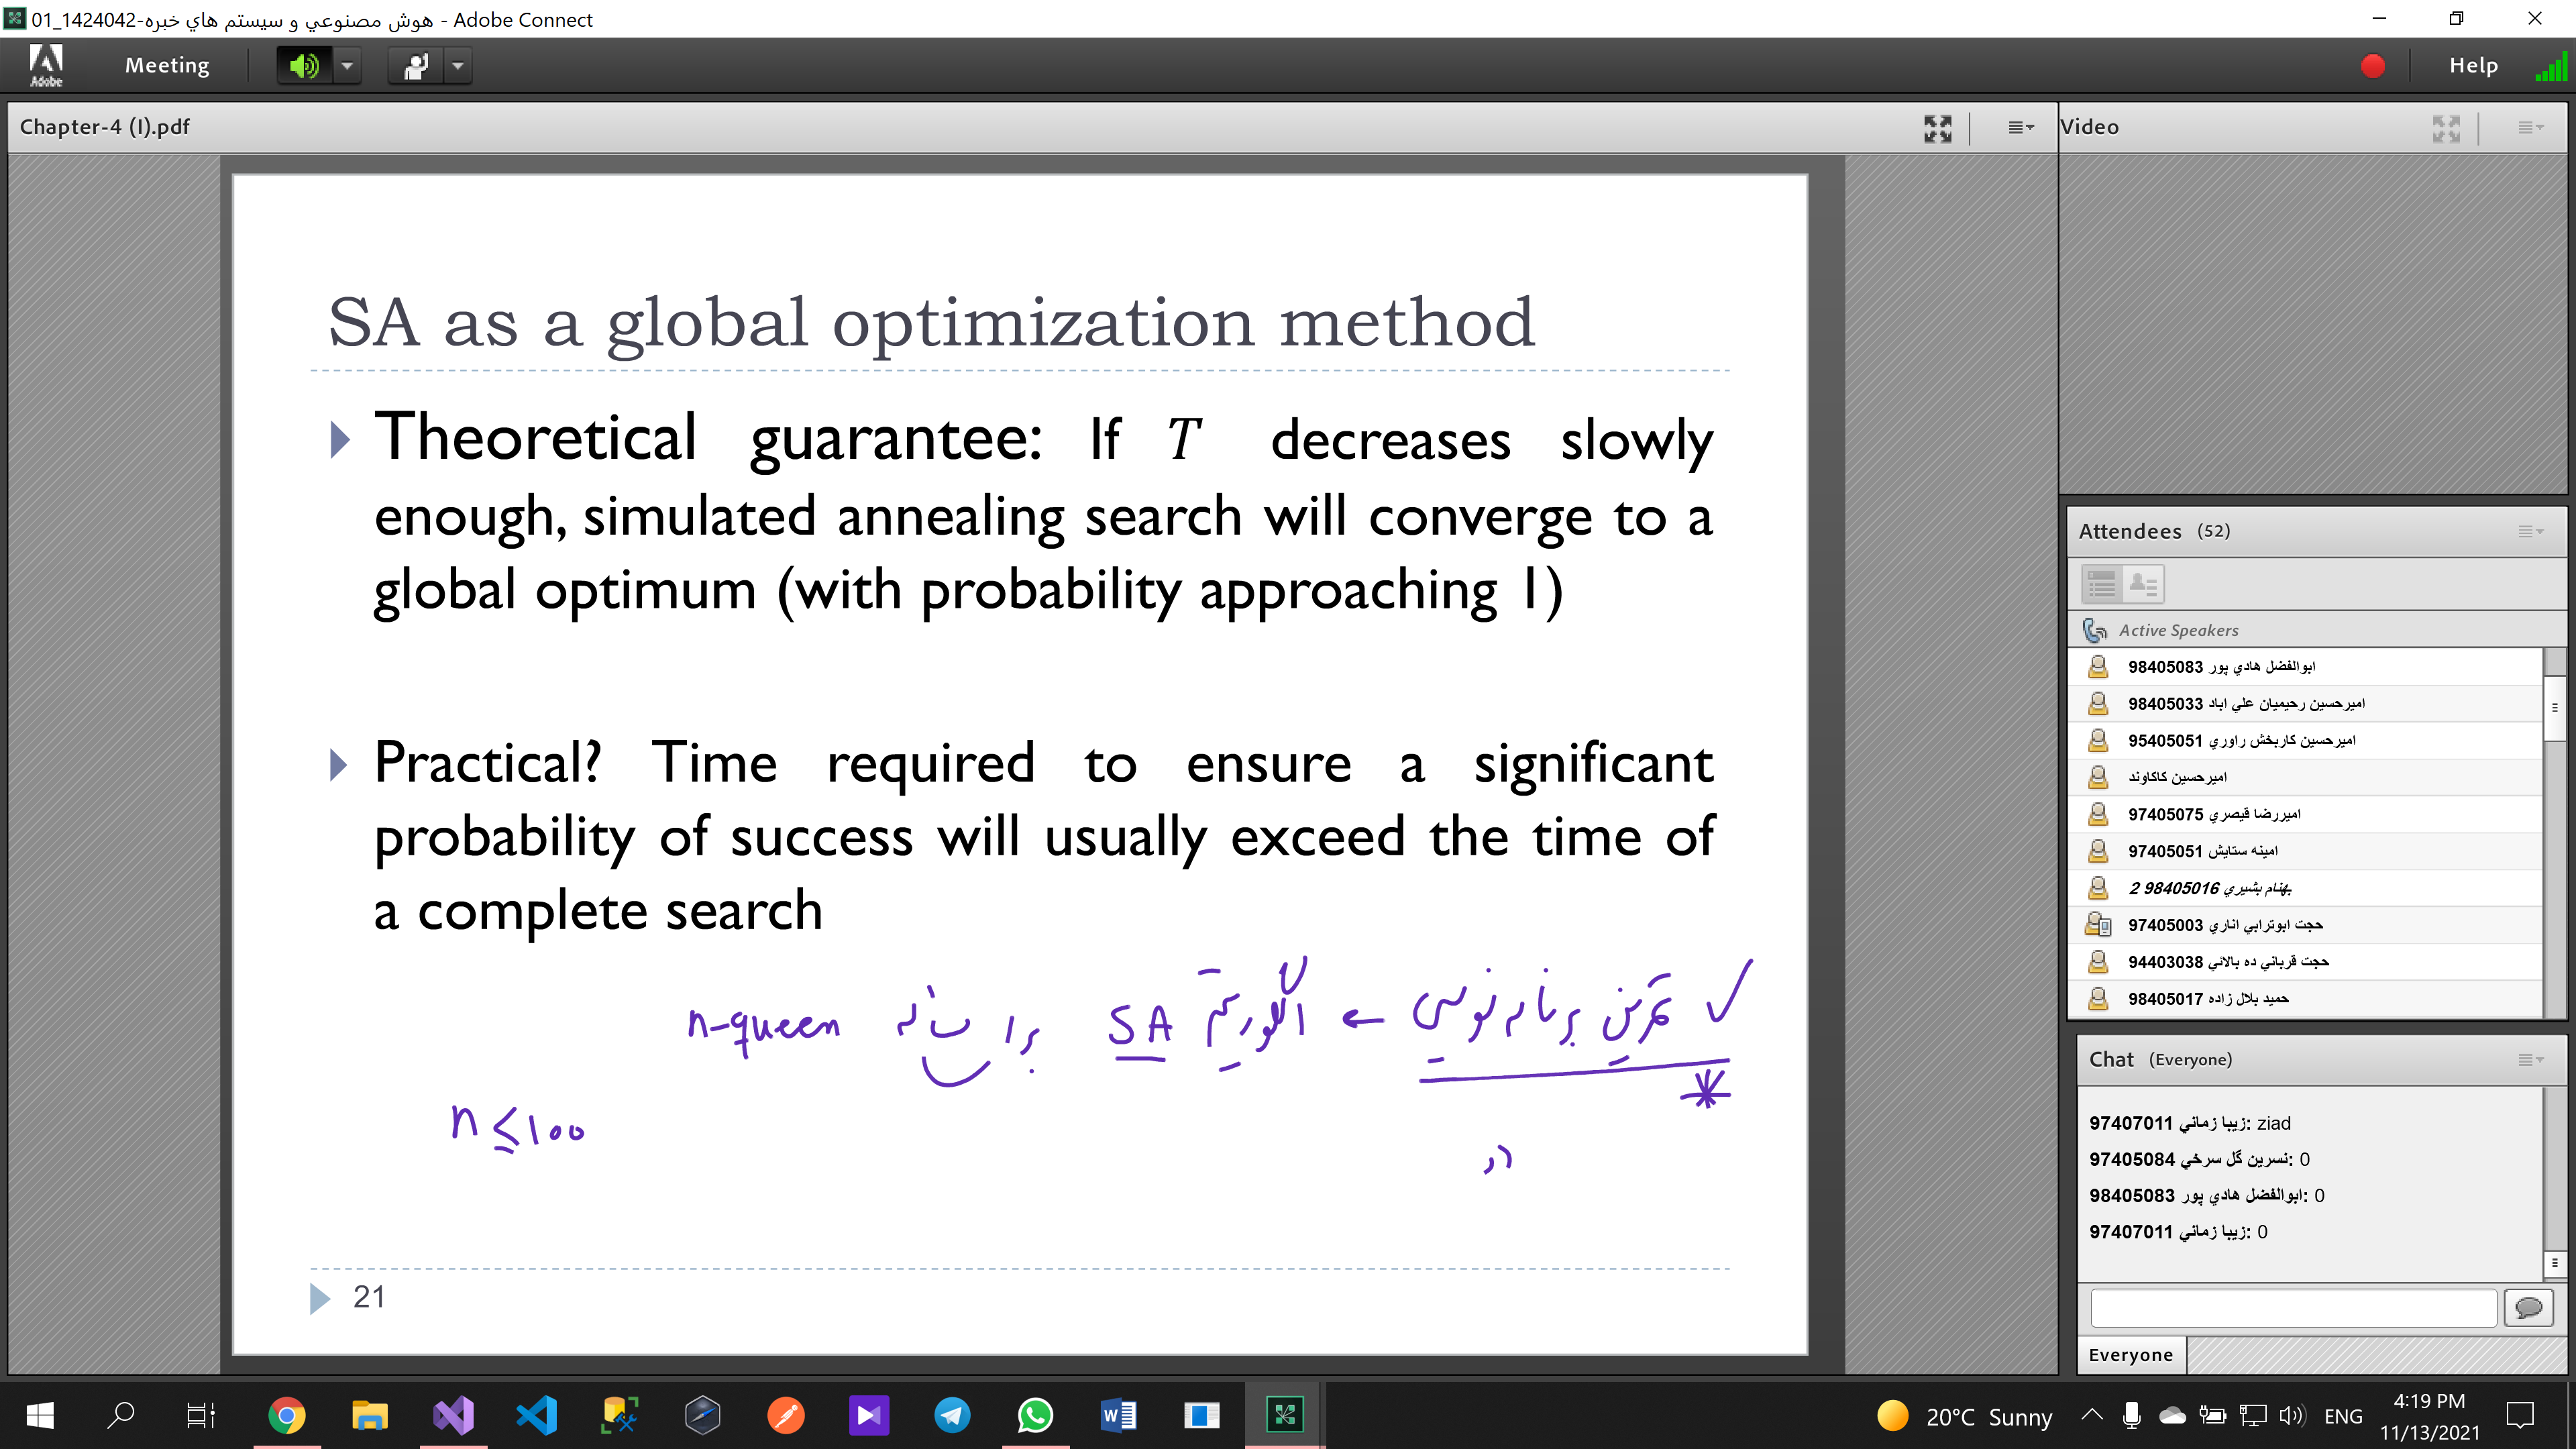 هوش مصنوعي و سيستم هاي خبره-01_1424042 - Adobe Connect
Adobe
Meeting
Help
Chapter-4 (I).pdf
SA as a global optimization method
Theoretical guarantee: If T decreases slowly
enough, simulated annealing search will converge to a
global optimum (with probability approaching 1)
Practical? Time required to ensure a significant
probability of success will usually exceed the time of
a complete search
✓ تمرین برنامه نویسی ← الگوریتم SA برا n-queen
*
n ≤ 100
در
21
Video
Attendees (52)
Active Speakers
ابوالفضل هادي پور 98405083
اميرحسين رحيميان علي اباد 98405033
اميرحسين كاربخش راوري 95405051
اميرحسين كاكاوند
اميررضا قيصري 97405075
امينه ستايش 97405051
بهنام بشيري 98405016 2
حجت ابوترابي اناري 97405003
حجت قرباني ده بالائي 94403038
حميد بلال زاده 98405017
Chat (Everyone)
زيبا زماني 97407011: ziad
نسرين گل سرخي 97405084: 0
ابوالفضل هادي پور 98405083: 0
زيبا زماني 97407011: 0
Everyone
20°C Sunny
ENG
4:19 PM
11/13/2021